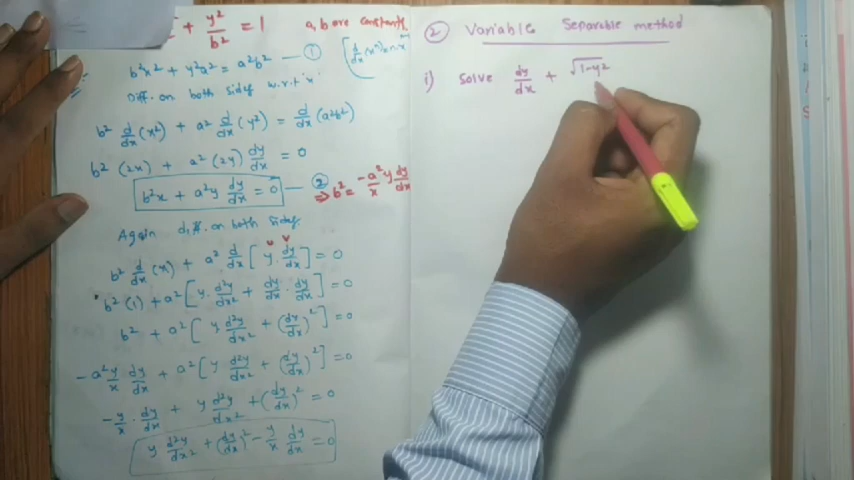 + y²/b² = 1 a, b are constants
b²x² + y²a² = a²b² — ①
[d/dx (xⁿ) = n·x
Diff. on both sides w.r.t 'x'
b² d/dx (x²) + a² d/dx (y²) = d/dx (a²b²)
b² (2x) + a² (2y) dy/dx = 0
b²x + a²y dy/dx = 0 — ②
⇒ b² = -a²/x y dy/dx
Again diff. on both sides
u v
b² d/dx (x) + a² d/dx [y · dy/dx] = 0
b² (1) + a² [y · d²y/dx² + dy/dx · dy/dx] = 0
b² + a² [y d²y/dx² + (dy/dx)²] = 0
-a² y/x dy/dx + a² [y d²y/dx² + (dy/dx)²] = 0
-y/x · dy/dx + y d²y/dx² + (dy/dx)² = 0
y d²y/dx² + (dy/dx)² - y/x dy/dx = 0
② Variable Separable method
i) Solve dy/dx + √1-y²